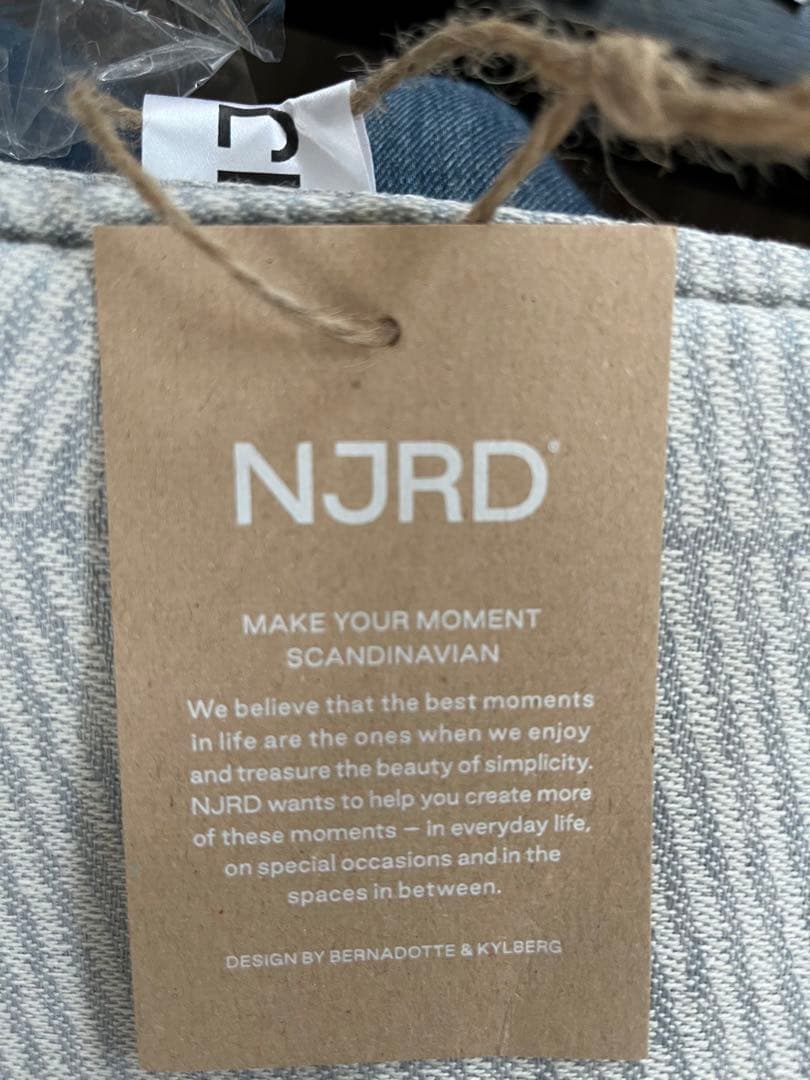 NJRD®
MAKE YOUR MOMENT
SCANDINAVIAN
We believe that the best moments
in life are the ones when we enjoy
and treasure the beauty of simplicity.
NJRD wants to help you create more
of these moments – in everyday life,
on special occasions and in the
spaces in between.
DESIGN BY BERNADOTTE & KYLBERG